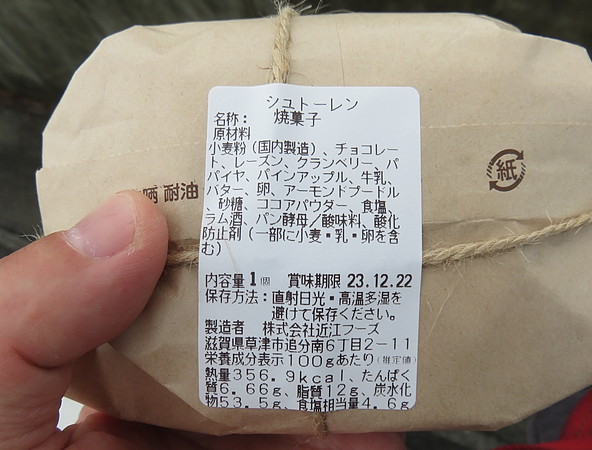 シュトーレン
名称： 焼菓子
原材料
小麦粉（国内製造）、チョコレー
ト、レーズン、クランベリー、パ
パイヤ、パインアップル、牛乳、
バター、卵、アーモンドプードル
、砂糖、ココアパウダー、食塩、
ラム酒、パン酵母／酸味料、酸化
防止剤（一部に小麦・乳・卵を含
む）
内容量1個 賞味期限 23.12.22
保存方法：直射日光・高温多湿を
避けて保存ください。
製造者 株式会社近江フーズ
滋賀県草津市追分南6丁目2－11
栄養成分表示100gあたり（推定値）
熱量356.9kcal、たんぱく
質6.66g、脂質12g、炭水化
物53.5g、食塩相当量4.6g
晒 耐油
紙